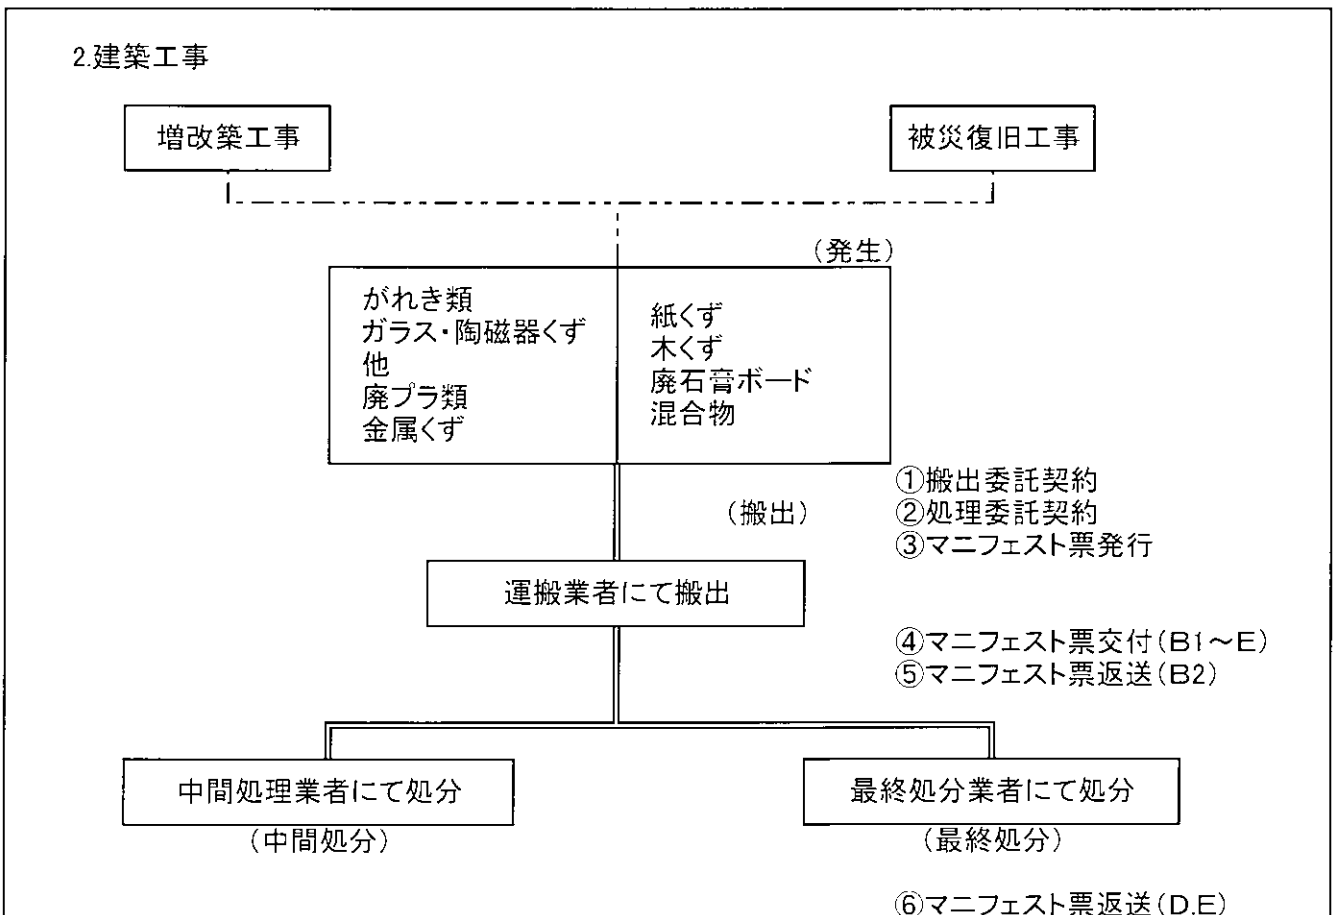 2.建築工事
増改築工事
被災復旧工事
(発生)
がれき類
ガラス・陶磁器くず
他
廃プラ類
金属くず
紙くず
木くず
廃石膏ボード
混合物
(搬出)
①搬出委託契約
②処理委託契約
③マニフェスト票発行
運搬業者にて搬出
④マニフェスト票交付(B1~E)
⑤マニフェスト票返送(B2)
中間処理業者にて処分
(中間処分)
最終処分業者にて処分
(最終処分)
⑥マニフェスト票返送(D.E)